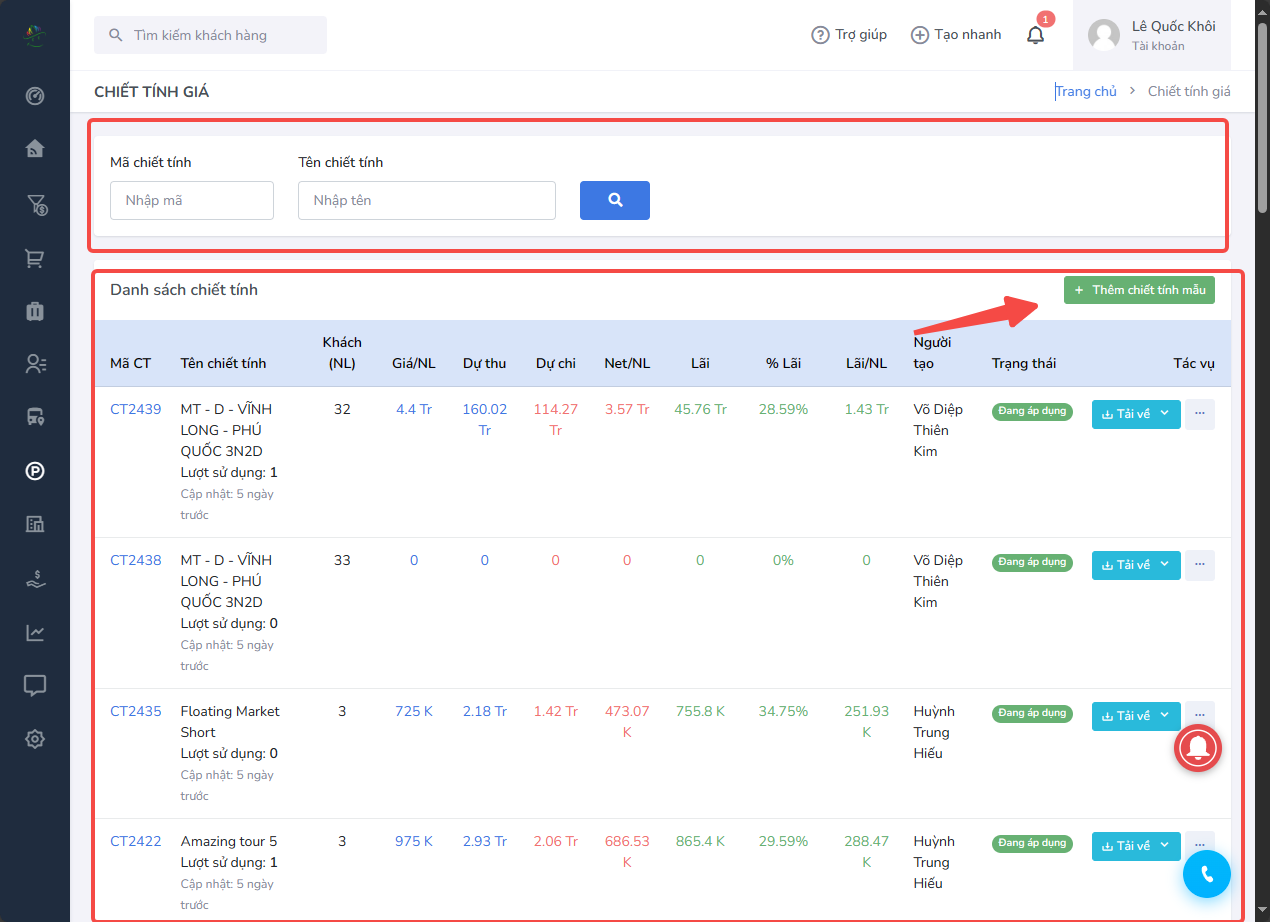 Tìm kiếm khách hàng
Trợ giúp
Tạo nhanh
1
Lê Quốc Khôi
Tài khoản
CHIẾT TÍNH GIÁ
Trang chủ > Chiết tính giá
Mã chiết tính
Tên chiết tính
Nhập mã
Nhập tên
Danh sách chiết tính
+ Thêm chiết tính mẫu
Mã CT Tên chiết tính Khách (NL) Giá/NL Dự thu Dự chi Net/NL Lãi % Lãi Lãi/NL Người tạo Trạng thái Tác vụ
CT2439 MT - D - VĨNH 32 4.4 Tr 160.02 114.27 3.57 Tr 45.76 Tr 28.59% 1.43 Tr Võ Diệp Đang áp dụng Tải về ...
LONG - PHÚ Tr Tr Thiên
QUỐC 3N2D Kim
Lượt sử dụng: 1
Cập nhật: 5 ngày
trước
CT2438 MT - D - VĨNH 33 0 0 0 0 0 0% 0 Võ Diệp Đang áp dụng Tải về ...
LONG - PHÚ Thiên
QUỐC 3N2D Kim
Lượt sử dụng: 0
Cập nhật: 5 ngày
trước
CT2435 Floating Market 3 725 K 2.18 Tr 1.42 Tr 473.07 755.8 K 34.75% 251.93 Huỳnh Đang áp dụng Tải về ...
Short K K Trung
Lượt sử dụng: 0 Hiếu
Cập nhật: 5 ngày
trước
CT2422 Amazing tour 5 3 975 K 2.93 Tr 2.06 Tr 686.53 865.4 K 29.59% 288.47 Huỳnh Đang áp dụng Tải về ...
Lượt sử dụng: 1 K K Trung
Cập nhật: 5 ngày Hiếu
trước